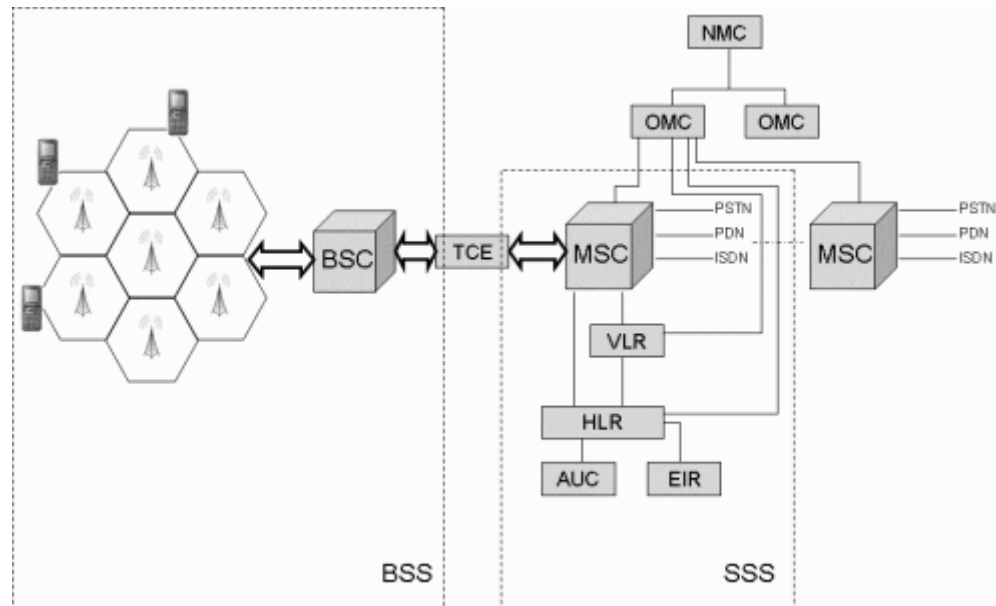 NMC
OMC
OMC
BSC
TCE
MSC
PSTN
PDN
ISDN
MSC
PSTN
PDN
ISDN
VLR
HLR
AUC
EIR
BSS
SSS